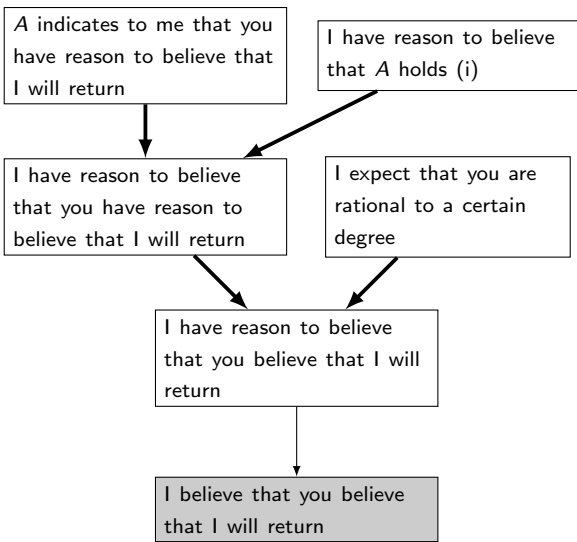 A indicates to me that you
have reason to believe that
I will return
I have reason to believe
that A holds (i)
I have reason to believe
that you have reason to
believe that I will return
I expect that you are
rational to a certain
degree
I have reason to believe
that you believe that I will
return
I believe that you believe
that I will return